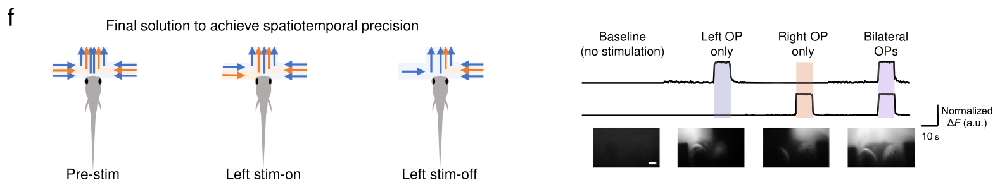 f
Final solution to achieve spatiotemporal precision
Pre-stim
Left stim-on
Left stim-off
Baseline
(no stimulation)
Left OP
only
Right OP
only
Bilateral
OPs
Normalized
ΔF (a.u.)
10 s